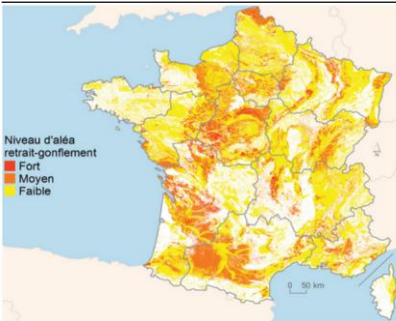 Niveau d'aléa
retrait-gonflement
Fort
Moyen
Faible
0 50 km